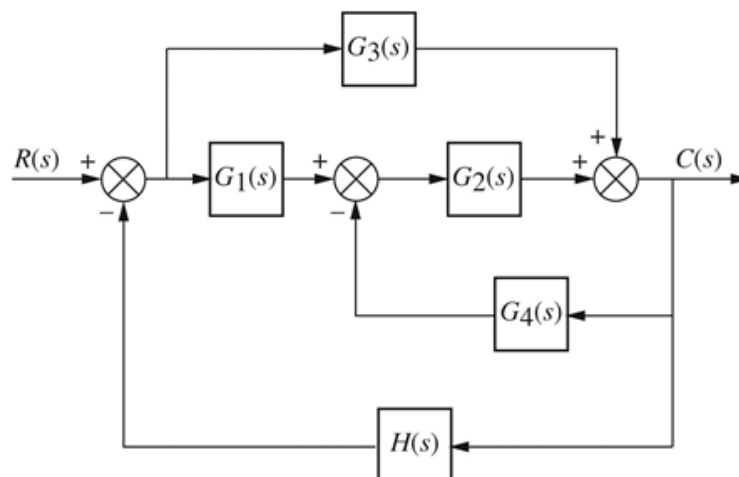 G3(s)
R(s) + + + + C(s)
G1(s) G2(s)
− −
G4(s)
H(s)